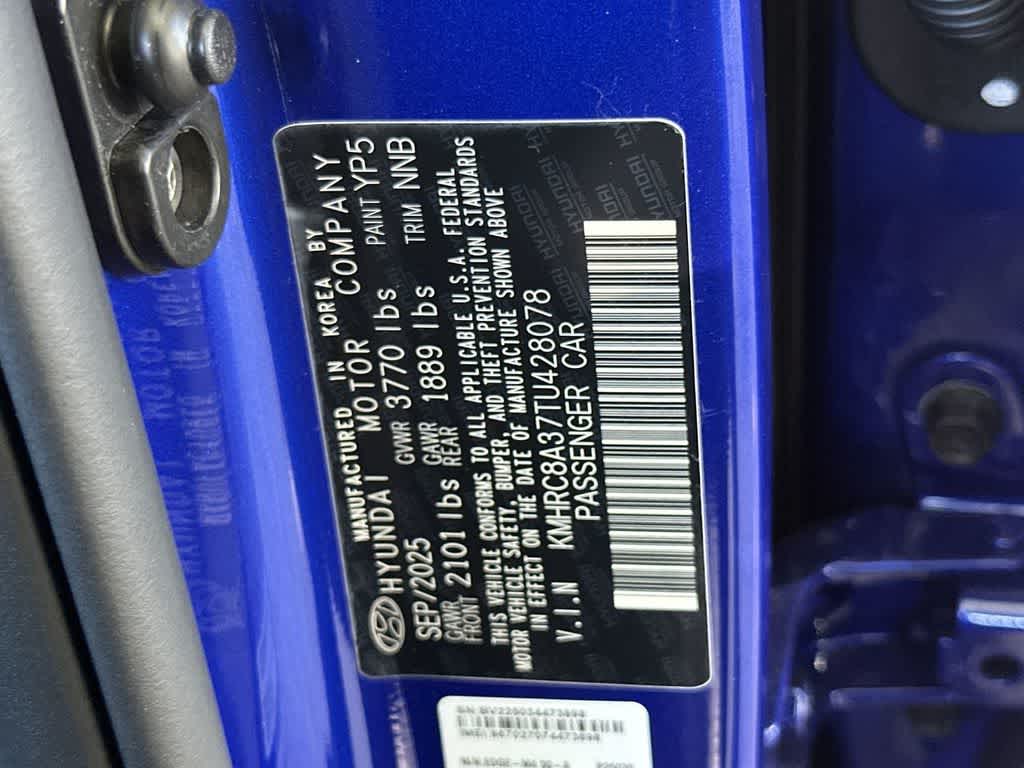 MANUFACTURED IN KOREA BY
HYUNDAI MOTOR COMPANY
SEP/2025 GVWR 3770 lbs PAINT YP5
GAWR FRONT 2101 lbs GAWR REAR 1889 lbs TRIM NNB
THIS VEHICLE CONFORMS TO ALL APPLICABLE U.S.A. FEDERAL
MOTOR VEHICLE SAFETY, BUMPER, AND THEFT PREVENTION STANDARDS
IN EFFECT ON THE DATE OF MANUFACTURE SHOWN ABOVE
V.I.N KMHRC8A37TU428078
PASSENGER CAR
HYUNDAI
HYUNDAI